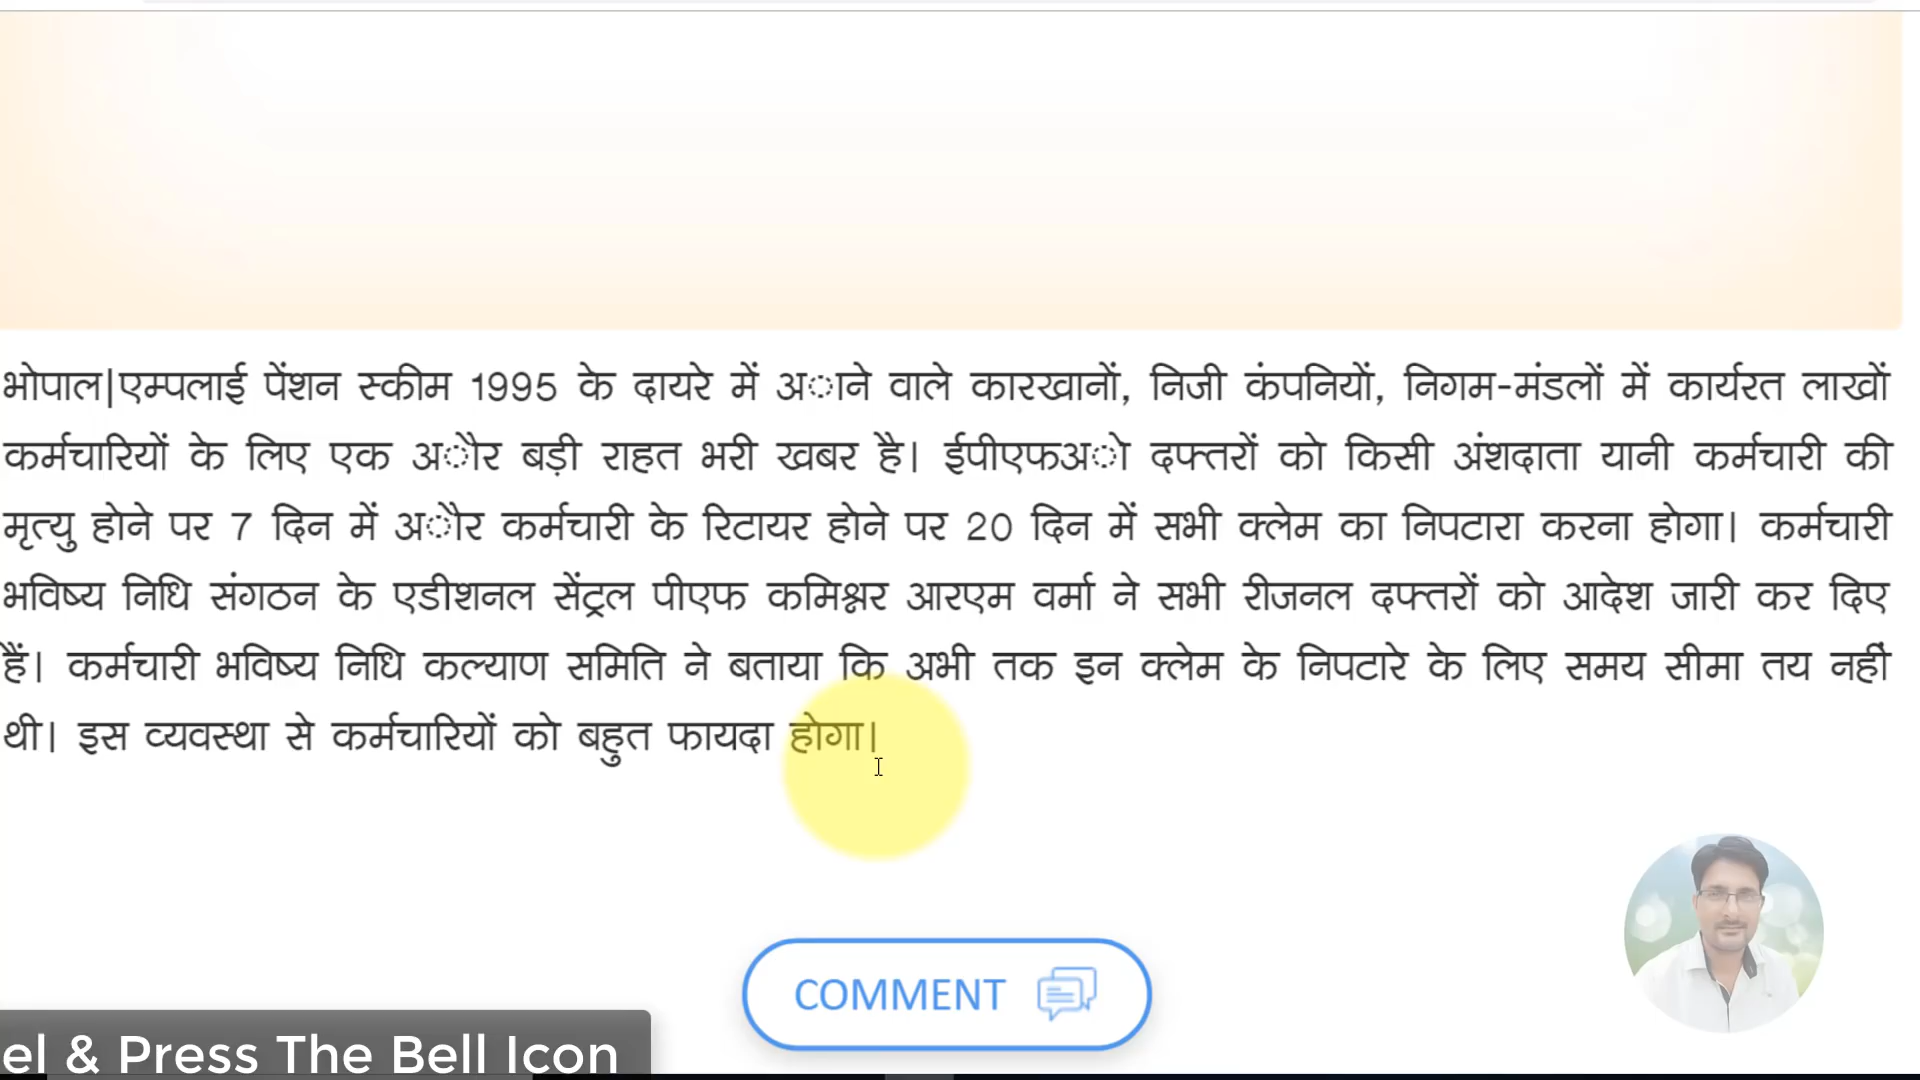 भोपाल|एम्पलाई पेंशन स्कीम 1995 के दायरे में अाने वाले कारखानों, निजी कंपनियों, निगम-मंडलों में कार्यरत लाखों
कर्मचारियों के लिए एक अौर बड़ी राहत भरी खबर है। ईपीएफअो दफ्तरों को किसी अंशदाता यानी कर्मचारी की
मृत्यु होने पर 7 दिन में अौर कर्मचारी के रिटायर होने पर 20 दिन में सभी क्लेम का निपटारा करना होगा। कर्मचारी
भविष्य निधि संगठन के एडीशनल सेंट्रल पीएफ कमिश्नर आरएम वर्मा ने सभी रीजनल दफ्तरों को आदेश जारी कर दिए
हैं। कर्मचारी भविष्य निधि कल्याण समिति ने बताया कि अभी तक इन क्लेम के निपटारे के लिए समय सीमा तय नहीं
थी। इस व्यवस्था से कर्मचारियों को बहुत फायदा होगा।
COMMENT
el & Press The Bell Icon